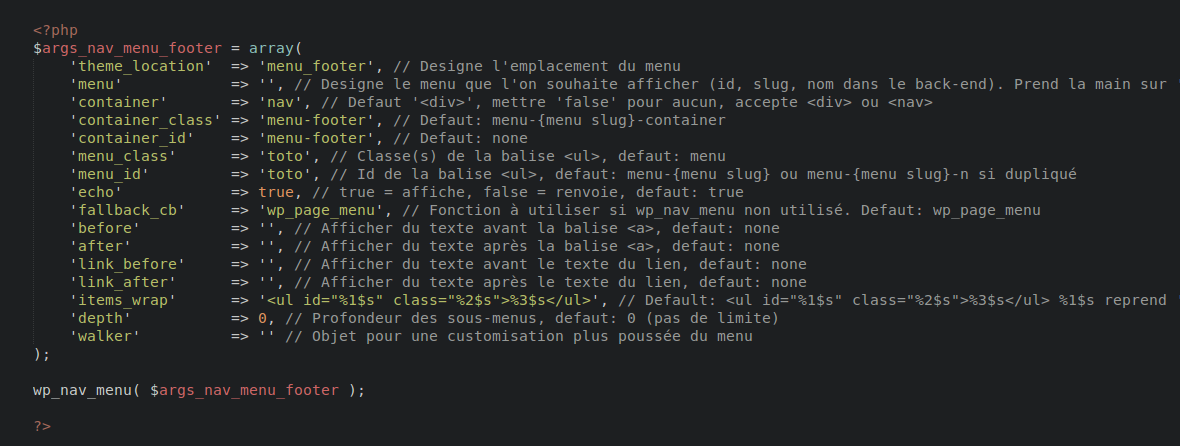 <?php
$args_nav_menu_footer = array(
    'theme_location'  => 'menu_footer', // Designe l'emplacement du menu
    'menu'            => '', // Designe le menu que l'on souhaite afficher (id, slug, nom dans le back-end). Prend la main sur '
    'container'       => 'nav', // Defaut '<div>', mettre 'false' pour aucun, accepte <div> ou <nav>
    'container_class' => 'menu-footer', // Defaut: menu-{menu slug}-container
    'container_id'    => 'menu-footer', // Defaut: none
    'menu_class'      => 'toto', // Classe(s) de la balise <ul>, defaut: menu
    'menu_id'         => 'toto', // Id de la balise <ul>, defaut: menu-{menu slug} ou menu-{menu slug}-n si dupliqué
    'echo'            => true, // true = affiche, false = renvoie, defaut: true
    'fallback_cb'     => 'wp_page_menu', // Fonction à utiliser si wp_nav_menu non utilisé. Defaut: wp_page_menu
    'before'          => '', // Afficher du texte avant la balise <a>, defaut: none
    'after'           => '', // Afficher du texte après la balise <a>, defaut: none
    'link_before'     => '', // Afficher du texte avant le texte du lien, defaut: none
    'link_after'      => '', // Afficher du texte après le texte du lien, defaut: none
    'items_wrap'      => '<ul id="%1$s" class="%2$s">%3$s</ul>', // Default: <ul id="%1$s" class="%2$s">%3$s</ul> %1$s reprend '
    'depth'           => 0, // Profondeur des sous-menus, defaut: 0 (pas de limite)
    'walker'          => '' // Objet pour une customisation plus poussée du menu
);
wp_nav_menu( $args_nav_menu_footer );
?>